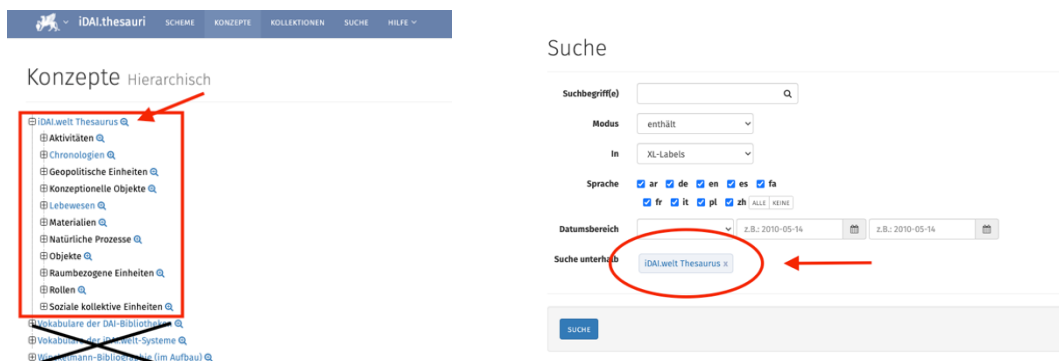 iDAI.thesauri SCHEME KONZEPTE KOLLEKTIONEN SUCHE HILFE
Konzepte Hierarchisch
iDAI.welt Thesaurus
Aktivitäten
Chronologien
Geopolitische Einheiten
Konzeptionelle Objekte
Lebewesen
Materialien
Natürliche Prozesse
Objekte
Raumbezogene Einheiten
Rollen
Soziale kollektive Einheiten
Vokabulare der DAI-Bibliotheken
Vokabulare der iDAI.welt-Systeme
Winckelmann-Bibliographie (im Aufbau)
Suche
Suchbegriff(e)
Modus enthält
In XL-Labels
Sprache ar de en es fa
fr it pl zh ALLE KEINE
Datumsbereich z.B.: 2010-05-14 z.B.: 2010-05-14
Suche unterhalb iDAI.welt Thesaurus x
SUCHE